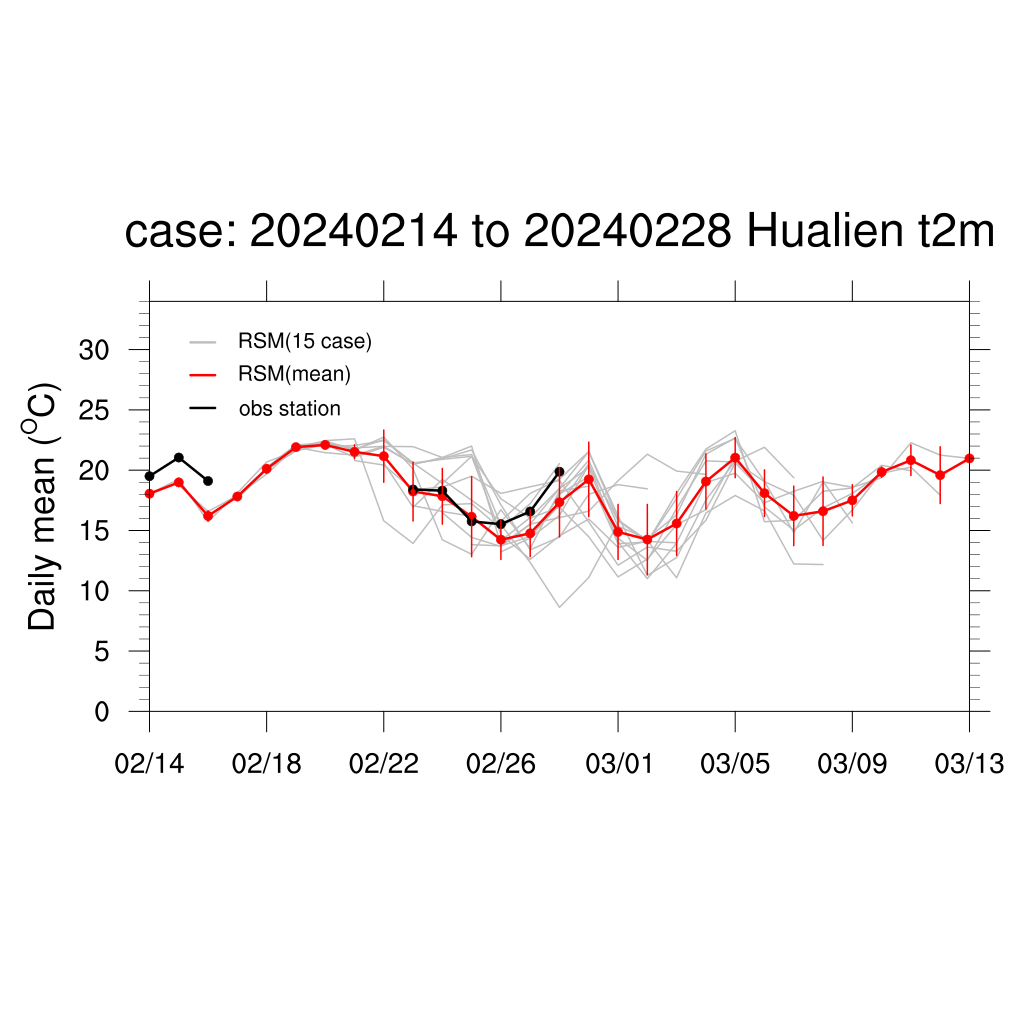 case: 20240214 to 20240228 Hualien t2m
RSM(15 case)
RSM(mean)
obs station
Daily mean (°C)
30
25
20
15
10
5
0
02/14 02/18 02/22 02/26 03/01 03/05 03/09 03/13